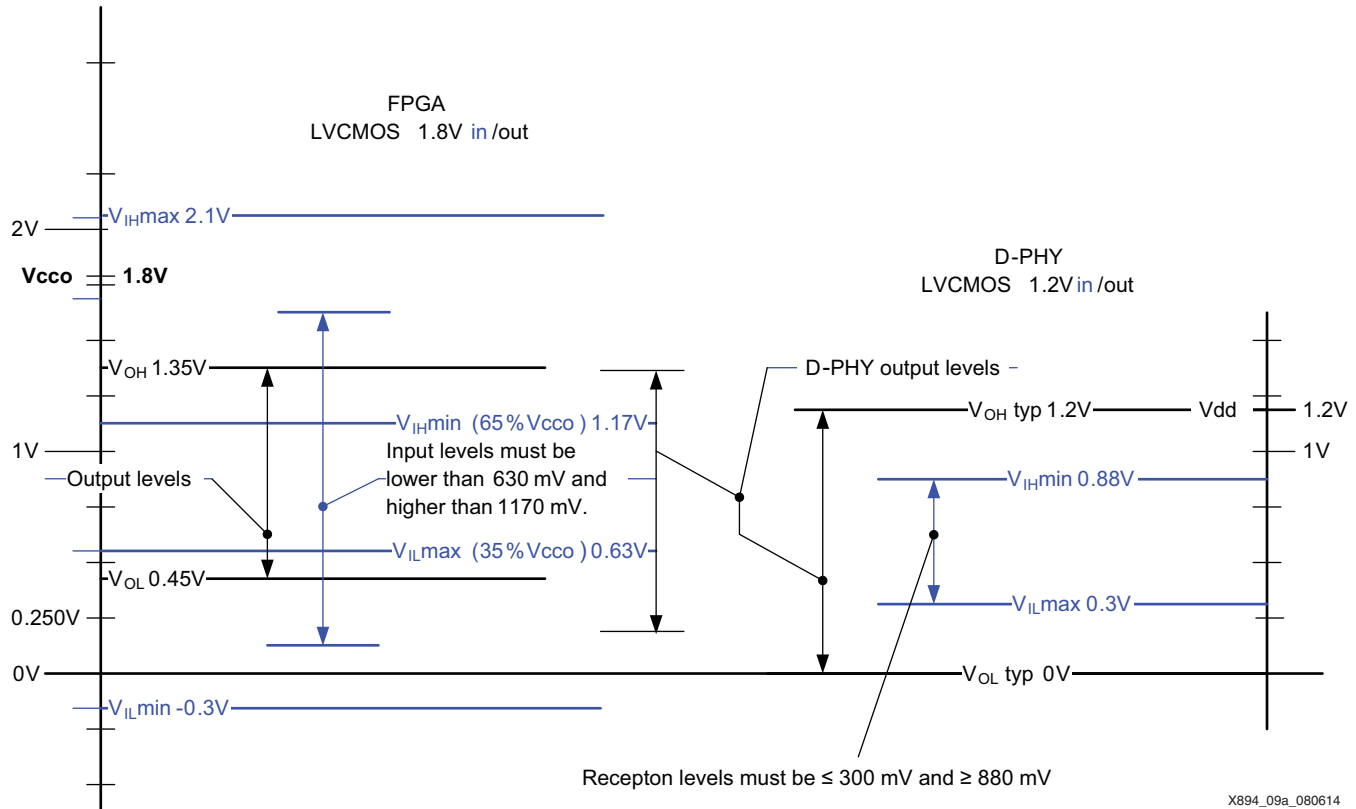 FPGA
LVCMOS 1.8V in /out
VIHmax 2.1V
2V
Vcco 1.8V
D-PHY
LVCMOS 1.2V in /out
VOH 1.35V
D-PHY output levels
VOH typ 1.2V Vdd 1.2V
VIHmin (65% Vcco) 1.17V
1V
1V
Output levels
Input levels must be
lower than 630 mV and
higher than 1170 mV.
VIHmin 0.88V
VILmax (35% Vcco) 0.63V
VOL 0.45V
VILmax 0.3V
0.250V
0V
VOL typ 0V
VILmin -0.3V
Recepton levels must be ≤ 300 mV and ≥ 880 mV
X894_09a_080614